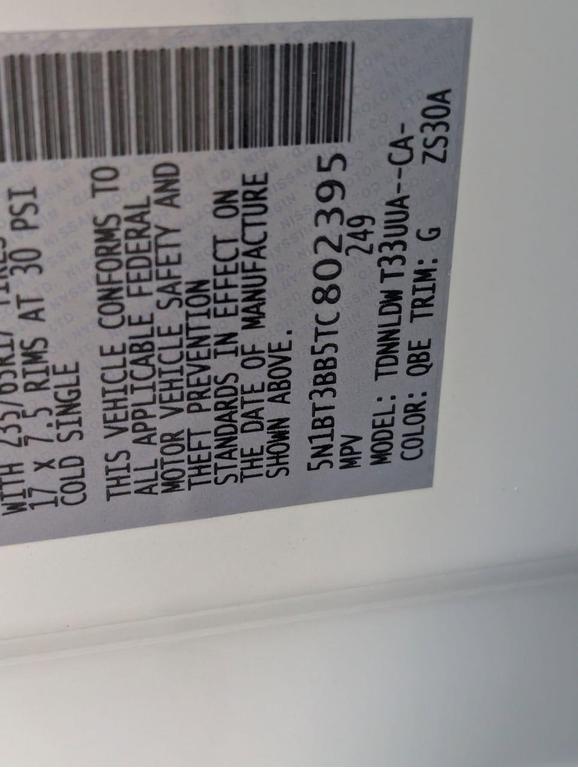 WITH 235/65R17 TIRES
17 X 7.5 RIMS AT 30 PSI
COLD SINGLE
THIS VEHICLE CONFORMS TO
ALL APPLICABLE FEDERAL
MOTOR VEHICLE SAFETY AND
THEFT PREVENTION
STANDARDS IN EFFECT ON
THE DATE OF MANUFACTURE
SHOWN ABOVE.
5N1BT3BB5TC802395
MPV 249
MODEL: TDNNLDW T33UUA--CA-
COLOR: QBE TRIM: G ZS30A